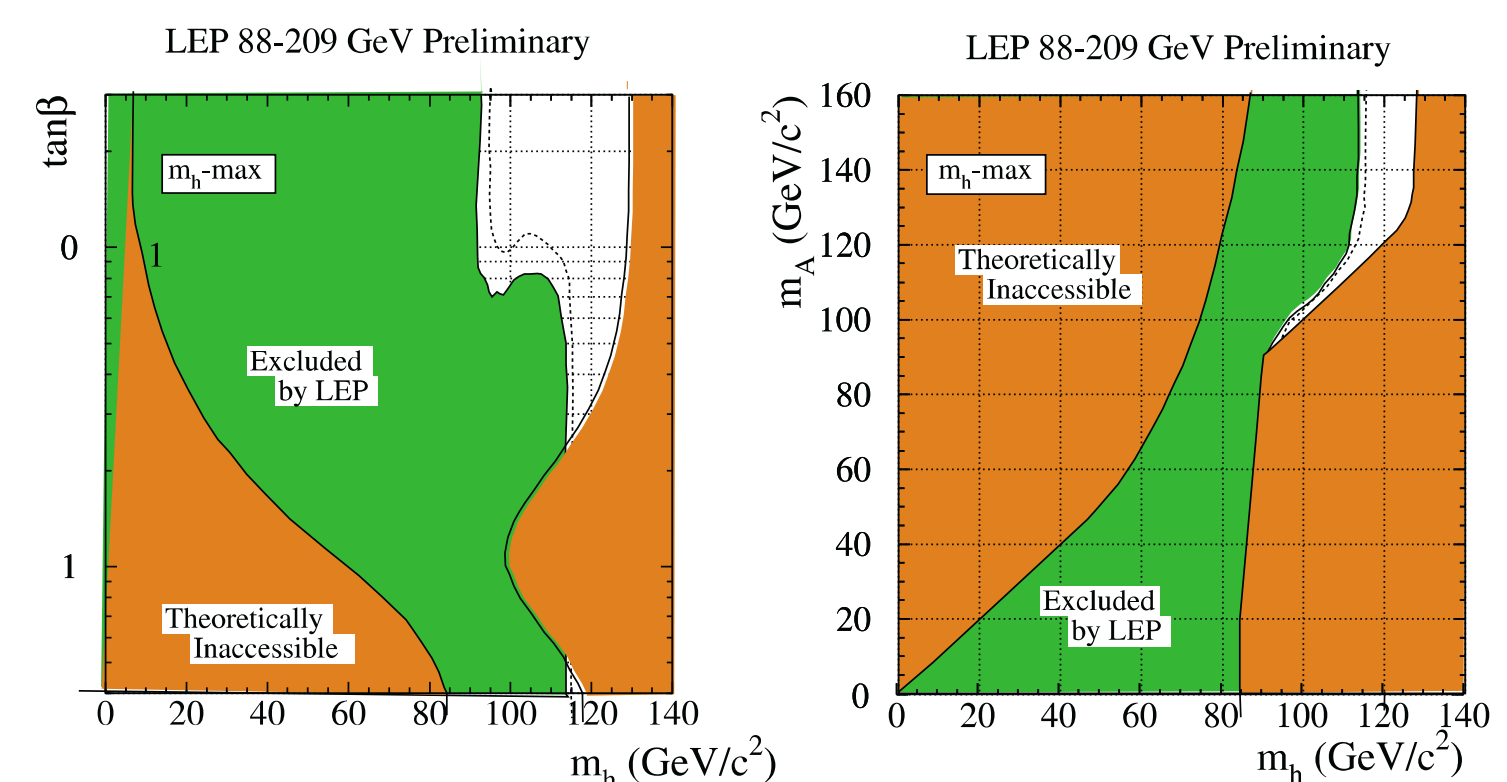 LEP 88-209 GeV Preliminary
tanβ
m_h-max
0
1
Excluded
by LEP
1
Theoretically
Inaccessible
0 20 40 60 80 100 120 140
m_h (GeV/c²)
LEP 88-209 GeV Preliminary
m_A (GeV/c²)
160
m_h-max
140
120
Theoretically
Inaccessible
100
80
60
40
Excluded
by LEP
20
0
0 20 40 60 80 100 120 140
m_h (GeV/c²)